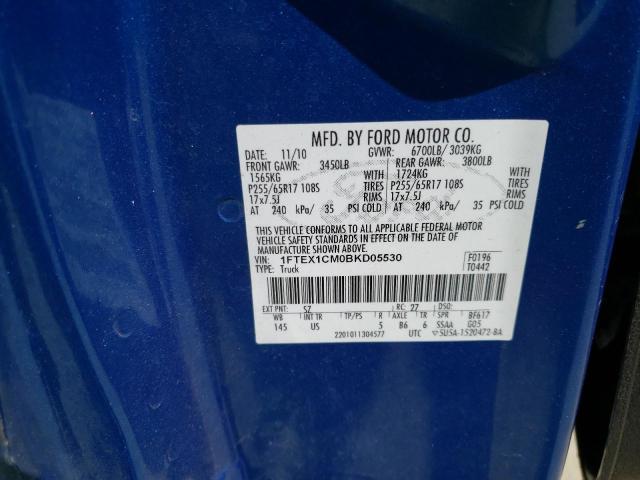 MFD. BY FORD MOTOR CO.
DATE: 11/10 GVWR: 6700LB/ 3039KG
FRONT GAWR: 3450LB REAR GAWR: 3800LB
1565KG WITH 1724KG WITH
P255/65R17 108S TIRES P255/65R17 108S TIRES
17x7.5J RIMS 17x7.5J RIMS
AT 240 kPa/ 35 PSI COLD AT 240 kPa/ 35 PSI COLD
THIS VEHICLE CONFORMS TO ALL APPLICABLE FEDERAL MOTOR
VEHICLE SAFETY STANDARDS IN EFFECT ON THE DATE OF
MANUFACTURE SHOWN ABOVE.
VIN: 1FTEX1CM0BKD05530 F0196
TYPE: Truck T0442
EXT PNT: SZ RC: 27 DSO:
WB INT TR TP/PS R AXLE TR SPR BF617
145 US 5 B6 6 SSAA G05
2201011304577 UTC 5U5A-1520472-BA